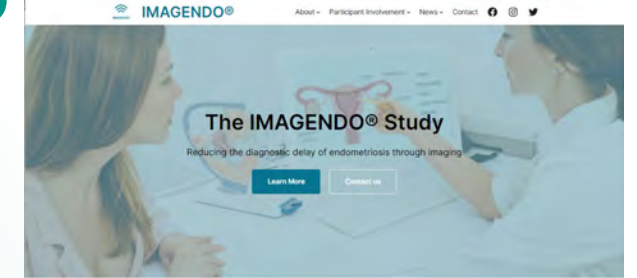 IMAGENDO®
About Participant Involvement News Contact
The IMAGENDO® Study
Reducing the diagnostic delay of endometriosis through imaging
Learn More Contact us